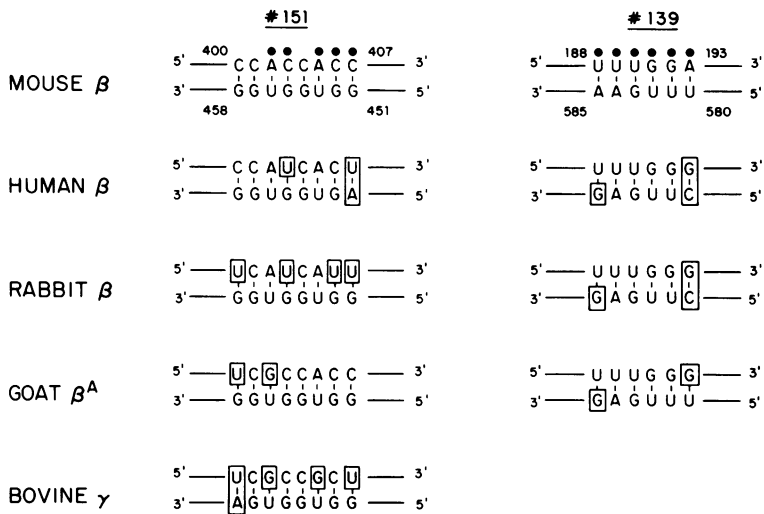 #151 #139
400 407 188 193
5' C C A C C A C C 3' 5' U U U G G A 3'
MOUSE β
3' G G U G G U G G 5' 3' A A G U U U 5'
458 451 585 580
5' C C A U C A C U 3' 5' U U U G G G 3'
HUMAN β
3' G G U G G U G A 5' 3' G A G U U C 5'
5' U C A U C A U U 3' 5' U U U G G G 3'
RABBIT β
3' G G U G G U G G 5' 3' G A G U U C 5'
5' U C G C C A C C 3' 5' U U U G G G 3'
GOAT βᴬ
3' G G U G G U G G 5' 3' G A G U U U 5'
5' U C G C C G C U 3'
BOVINE γ
3' A G U G G U G G 5'